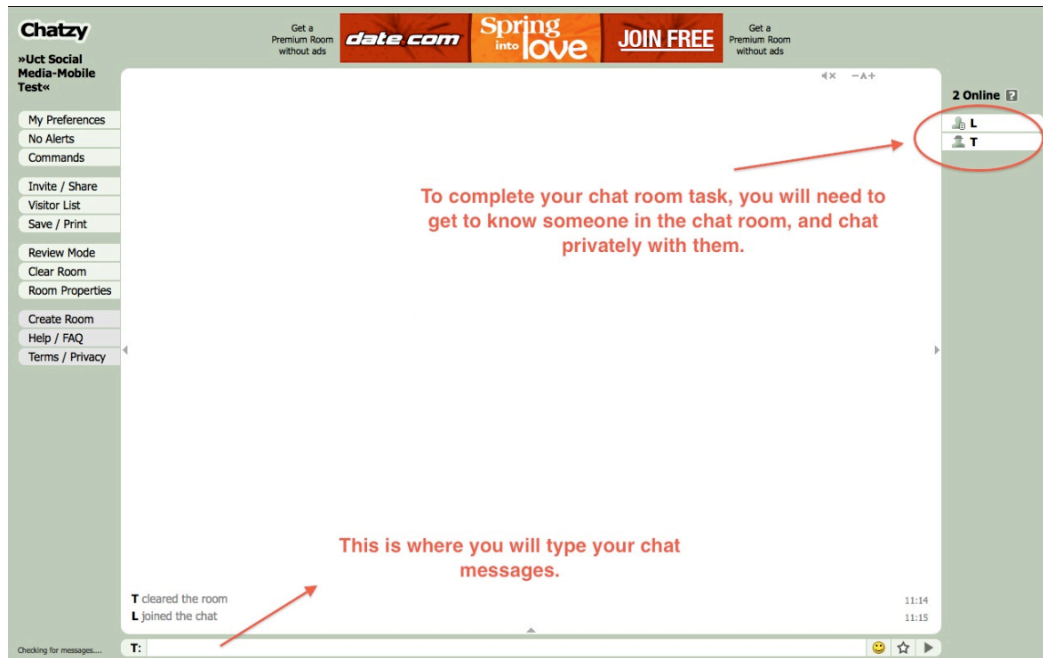 Chatzy
»Uct Social
Media-Mobile
Test«
My Preferences
No Alerts
Commands
Invite / Share
Visitor List
Save / Print
Review Mode
Clear Room
Room Properties
Create Room
Help / FAQ
Terms / Privacy
Checking for messages....
Get a
Premium Room
without ads
date.com
Spring
into love
JOIN FREE
Get a
Premium Room
without ads
-A+
To complete your chat room task, you will need to
get to know someone in the chat room, and chat
privately with them.
This is where you will type your chat
messages.
T cleared the room 11:14
L joined the chat 11:15
T:
2 Online ?
L
T